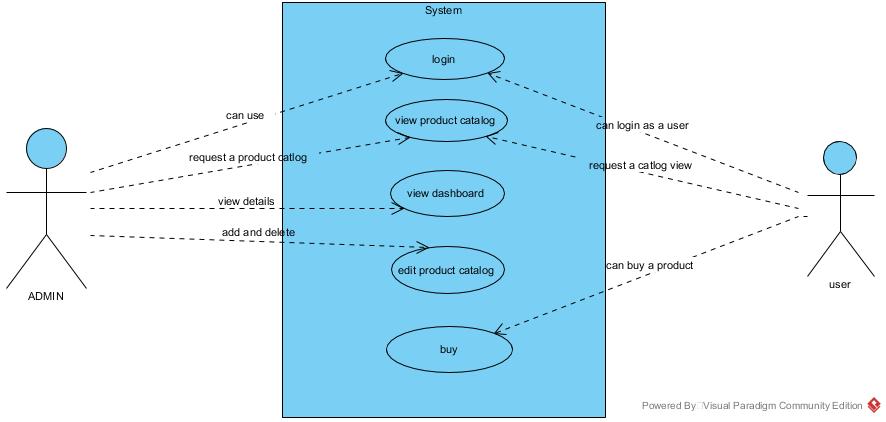 System
login
can use
view product catalog
can login as a user
request a product catlog
request a catlog view
view dashboard
view details
add and delete
edit product catalog
can buy a product
ADMIN
user
buy
Powered By Visual Paradigm Community Edition